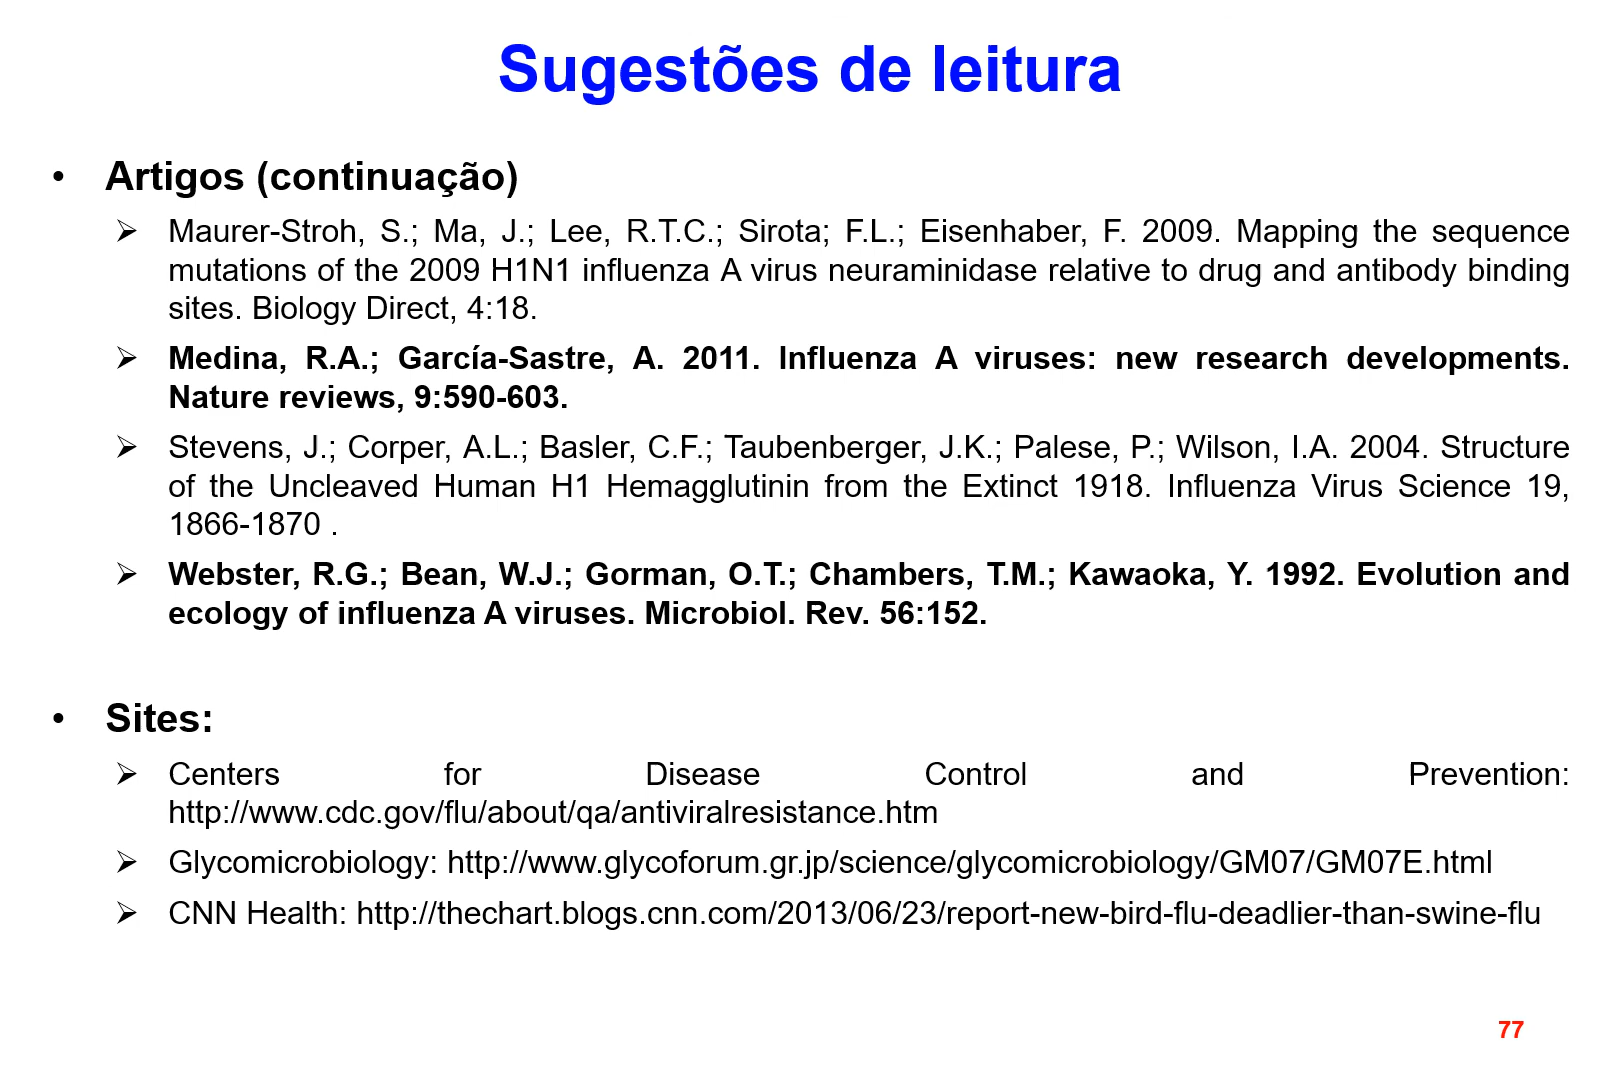 Sugestões de leitura
• Artigos (continuação)
➢ Maurer-Stroh, S.; Ma, J.; Lee, R.T.C.; Sirota; F.L.; Eisenhaber, F. 2009. Mapping the sequence
mutations of the 2009 H1N1 influenza A virus neuraminidase relative to drug and antibody binding
sites. Biology Direct, 4:18.
➢ Medina, R.A.; García-Sastre, A. 2011. Influenza A viruses: new research developments.
Nature reviews, 9:590-603.
➢ Stevens, J.; Corper, A.L.; Basler, C.F.; Taubenberger, J.K.; Palese, P.; Wilson, I.A. 2004. Structure
of the Uncleaved Human H1 Hemagglutinin from the Extinct 1918. Influenza Virus Science 19,
1866-1870 .
➢ Webster, R.G.; Bean, W.J.; Gorman, O.T.; Chambers, T.M.; Kawaoka, Y. 1992. Evolution and
ecology of influenza A viruses. Microbiol. Rev. 56:152.
• Sites:
➢ Centers for Disease Control and Prevention:
http://www.cdc.gov/flu/about/qa/antiviralresistance.htm
➢ Glycomicrobiology: http://www.glycoforum.gr.jp/science/glycomicrobiology/GM07/GM07E.html
➢ CNN Health: http://thechart.blogs.cnn.com/2013/06/23/report-new-bird-flu-deadlier-than-swine-flu
77